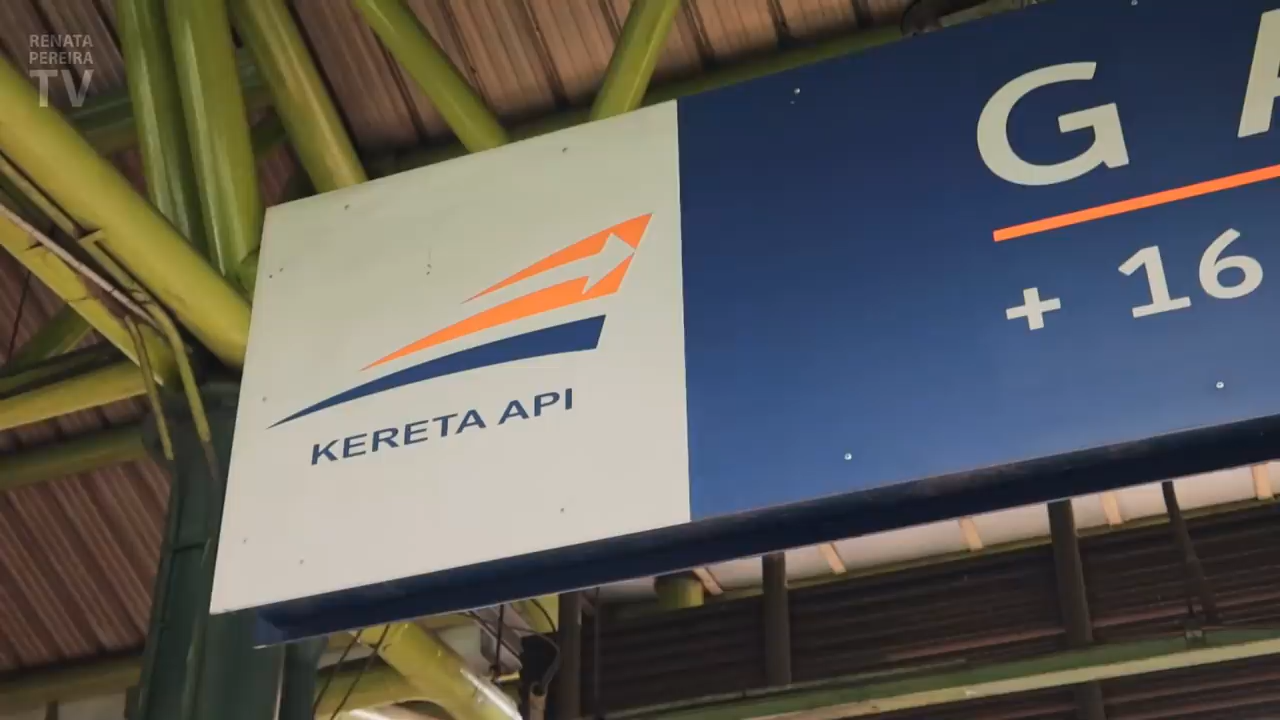 RENATA
PEREIRA
TV
G
+ 16
KERETA API